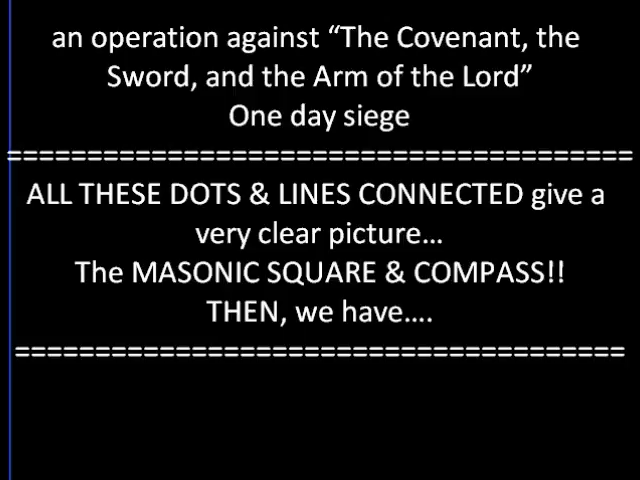 an operation against “The Covenant, the
Sword, and the Arm of the Lord”
One day siege
=======================================
ALL THESE DOTS & LINES CONNECTED give a
very clear picture…
The MASONIC SQUARE & COMPASS!!
THEN, we have….
======================================